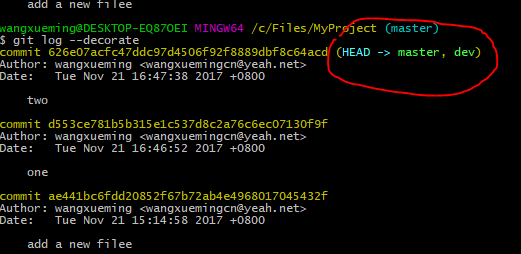 add a new filee
wangxueming@DESKTOP-EQ87OEI MINGW64 /c/Files/MyProject (master)
$ git log --decorate
commit 626e07acfc47ddc97d4506f92f8889dbf8c64acd (HEAD -> master, dev)
Author: wangxueming <wangxuemingcn@yeah.net>
Date:   Tue Nov 21 16:47:38 2017 +0800
two
commit d553ce781b5b315e1c537d8c2a76c6ec07130f9f
Author: wangxueming <wangxuemingcn@yeah.net>
Date:   Tue Nov 21 16:46:52 2017 +0800
one
commit ae441bc6fdd20852f67b72ab4e4968017045432f
Author: wangxueming <wangxuemingcn@yeah.net>
Date:   Tue Nov 21 15:14:58 2017 +0800
add a new filee